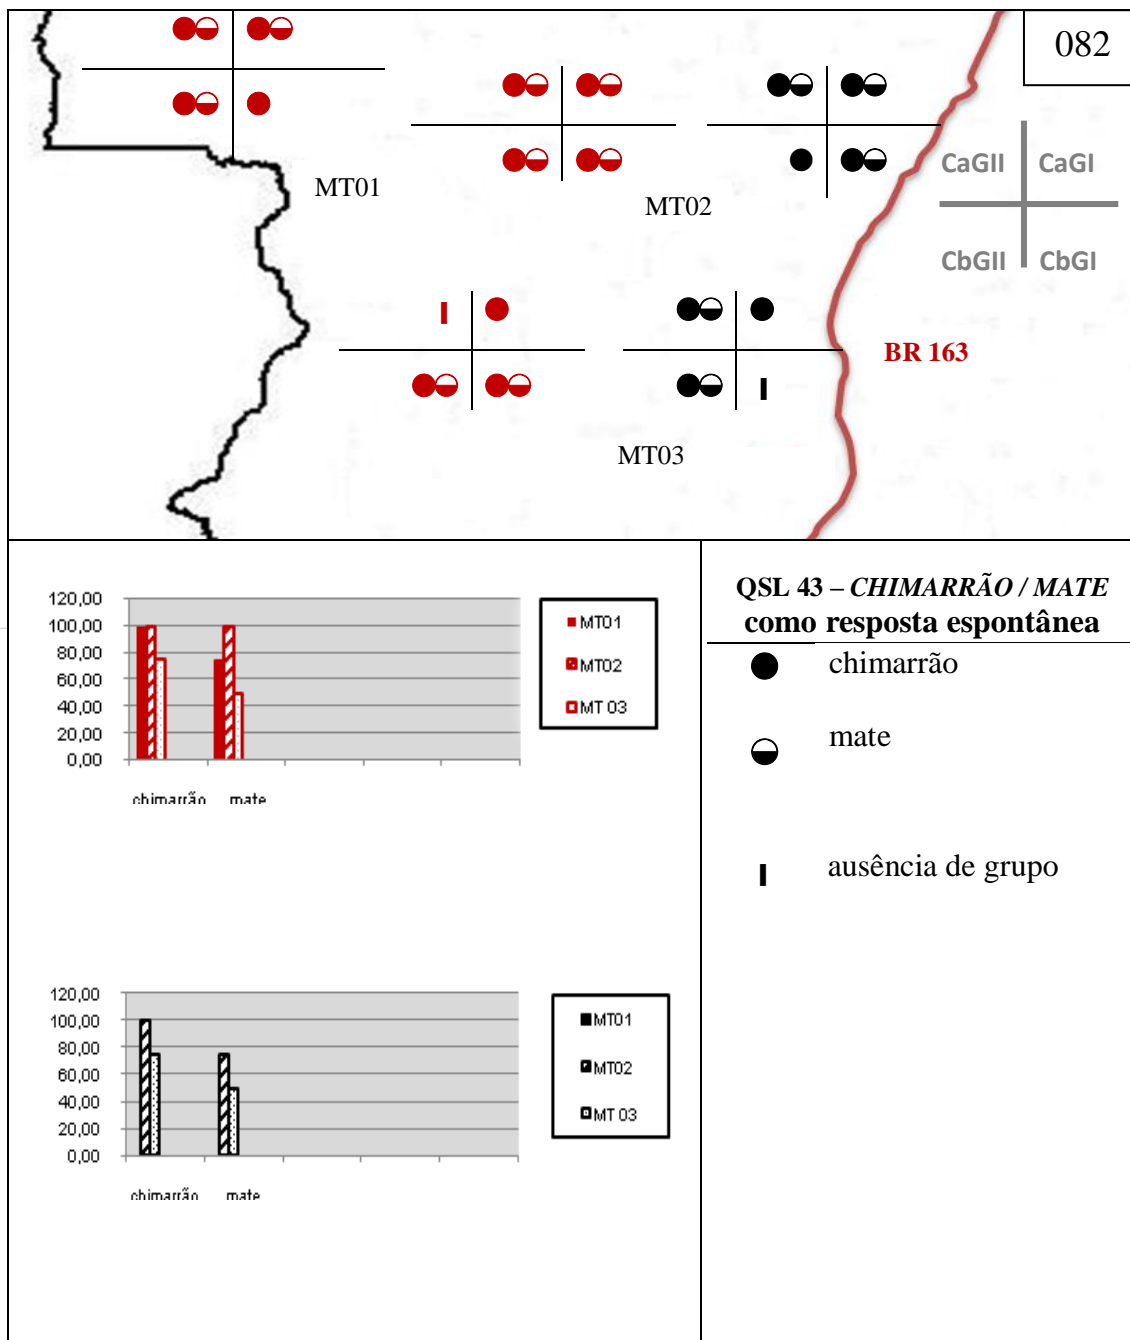 082
CaGII CaGI
CbGII CbGI
MT01
MT02
BR 163
MT03
120,00
100,00
80,00
60,00
40,00
20,00
0,00
chimarrão mate
MT01
MT02
MT 03
120,00
100,00
80,00
60,00
40,00
20,00
0,00
chimarrão mate
MT01
MT02
MT 03
QSL 43 – CHIMARRÃO / MATE
como resposta espontânea
chimarrão
mate
ausência de grupo